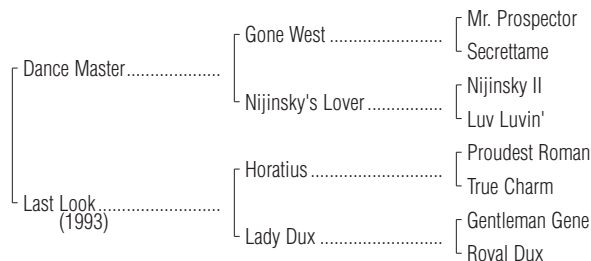 Mr. Prospector
Gone West ........................
Secrettame
Dance Master....................
Nijinsky II
Nijinsky's Lover ................
Luv Luvin'
Proudest Roman
Horatius ............................
True Charm
Last Look..........................
(1993)
Gentleman Gene
Lady Dux ..........................
Royal Dux